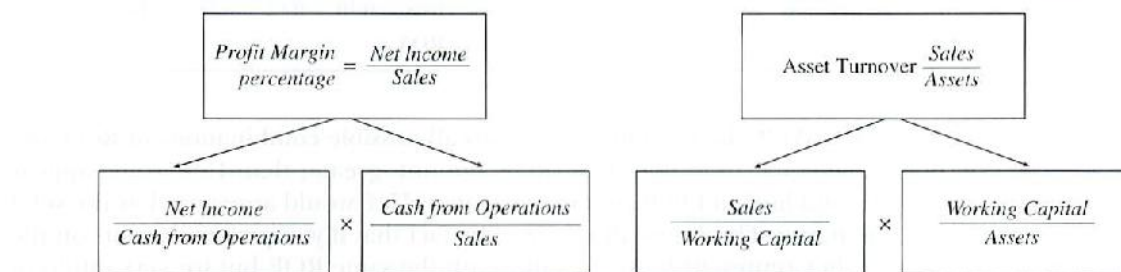 Profit Margin percentage = Net Income / Sales
Asset Turnover Sales / Assets
Net Income / Cash from Operations × Cash from Operations / Sales
Sales / Working Capital × Working Capital / Assets